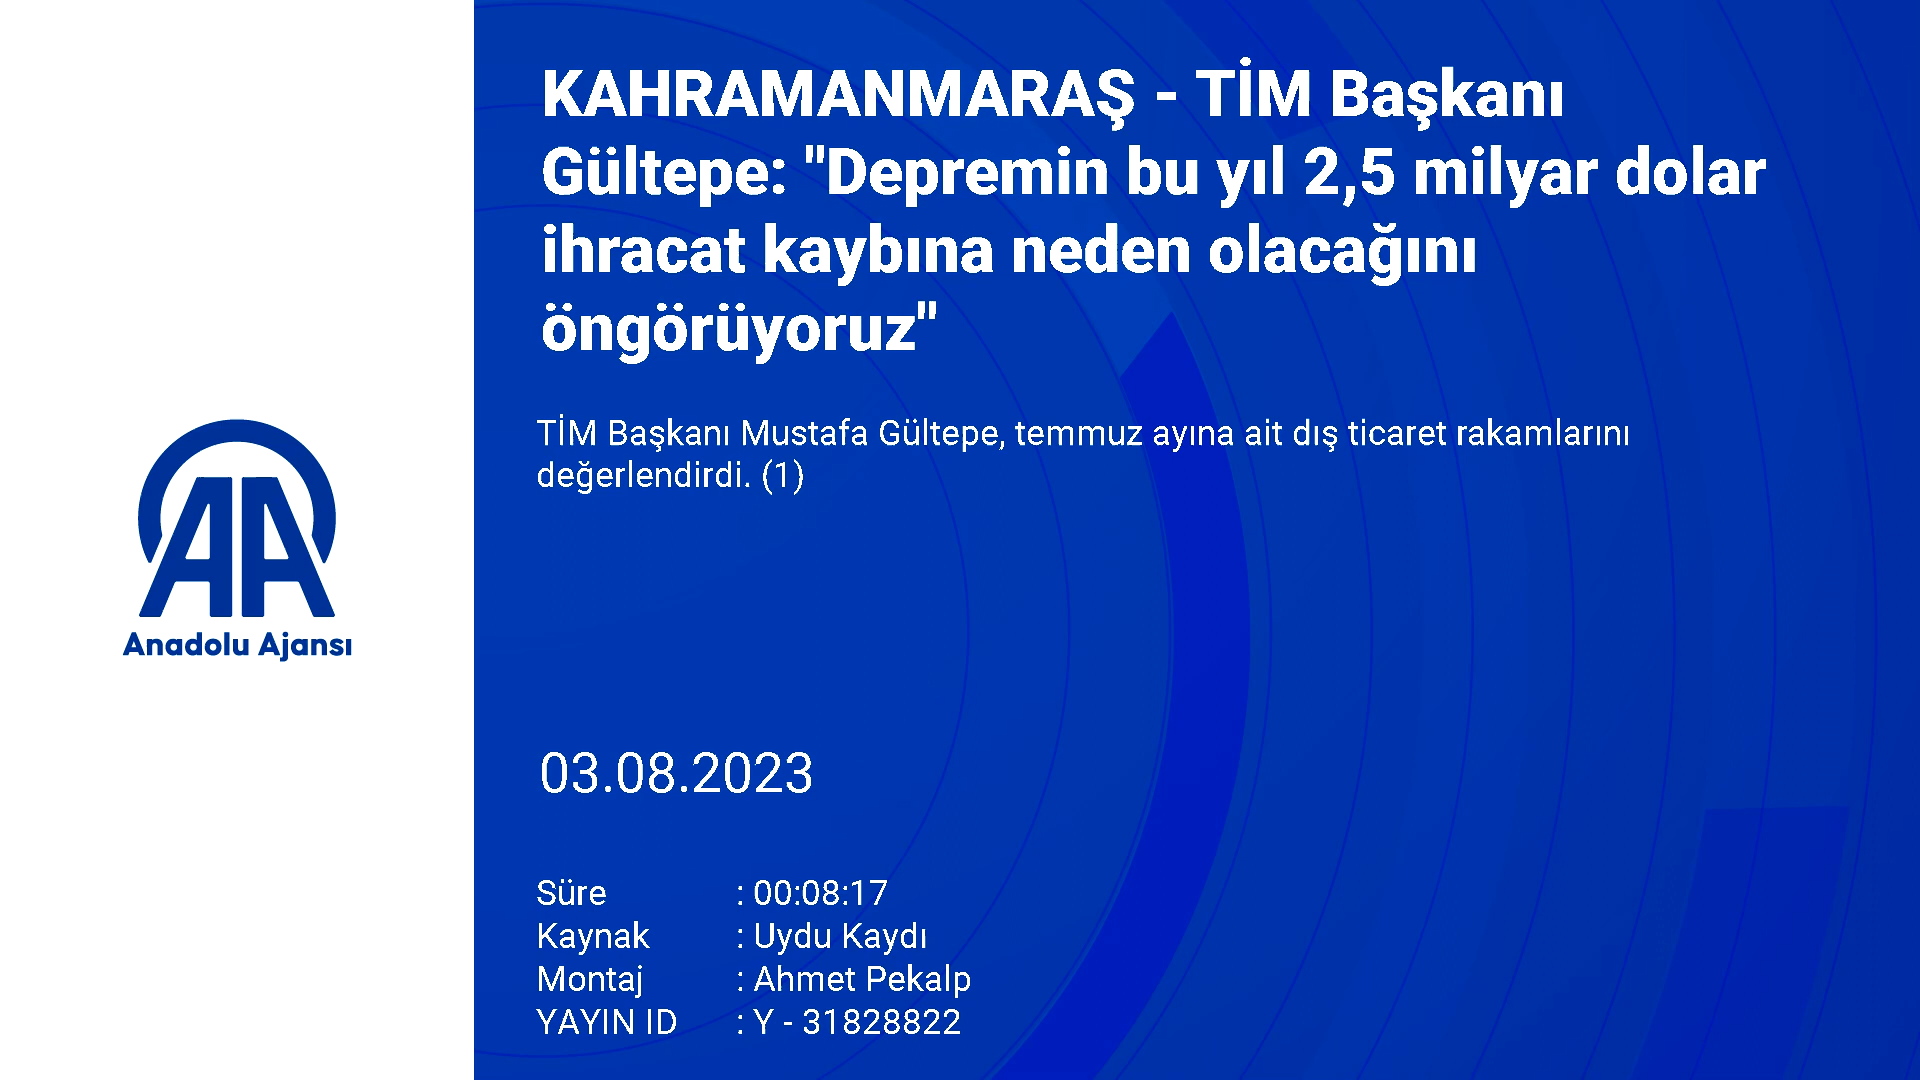 KAHRAMANMARAŞ - TİM Başkanı
Gültepe: "Depremin bu yıl 2,5 milyar dolar
ihracat kaybına neden olacağını
öngörüyoruz"
TİM Başkanı Mustafa Gültepe, temmuz ayına ait dış ticaret rakamlarını
değerlendirdi. (1)
AA
Anadolu Ajansı
03.08.2023
Süre : 00:08:17
Kaynak : Uydu Kaydı
Montaj : Ahmet Pekalp
YAYIN ID : Y - 31828822